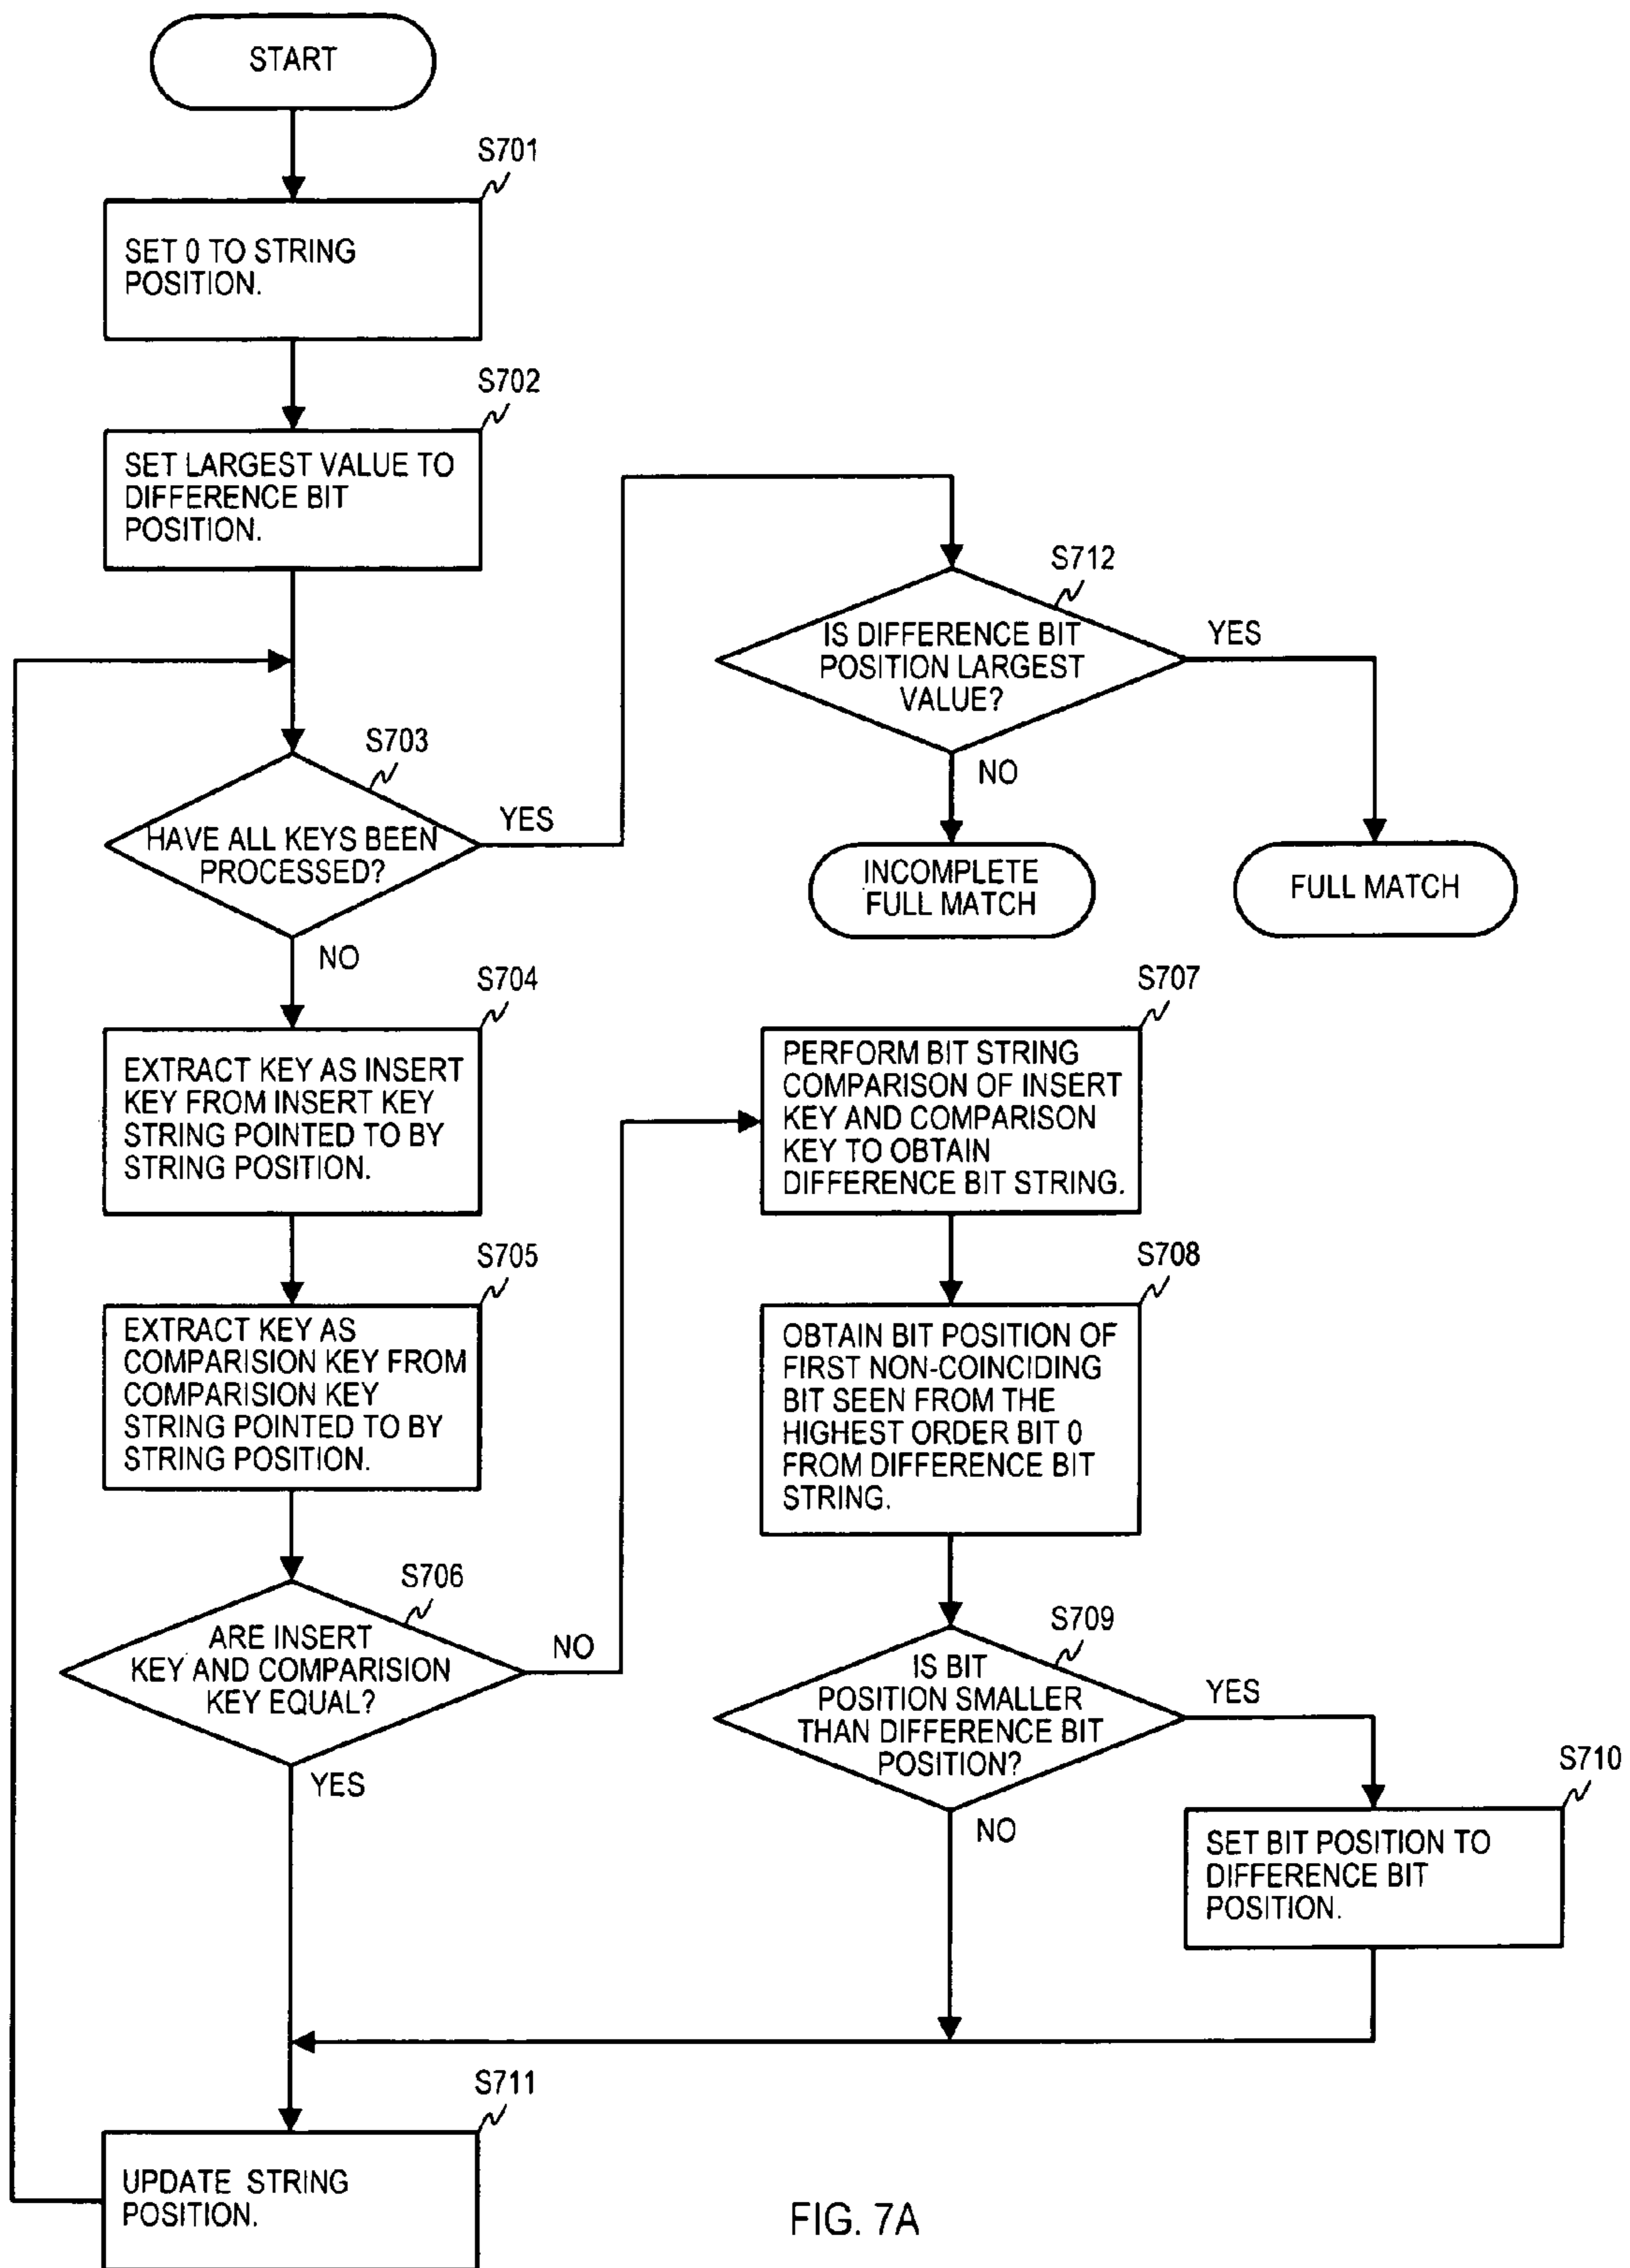 START
S701
SET 0 TO STRING
POSITION.
S702
SET LARGEST VALUE TO
DIFFERENCE BIT
POSITION.
S712
IS DIFFERENCE BIT
POSITION LARGEST
VALUE?
YES
NO
S703
HAVE ALL KEYS BEEN
PROCESSED?
YES
NO
INCOMPLETE
FULL MATCH
FULL MATCH
S704
EXTRACT KEY AS INSERT
KEY FROM INSERT KEY
STRING POINTED TO BY
STRING POSITION.
S705
EXTRACT KEY AS
COMPARISION KEY FROM
COMPARISION KEY
STRING POINTED TO BY
STRING POSITION.
S706
ARE INSERT
KEY AND COMPARISION
KEY EQUAL?
NO
YES
S707
PERFORM BIT STRING
COMPARISON OF INSERT
KEY AND COMPARISON
KEY TO OBTAIN
DIFFERENCE BIT STRING.
S708
OBTAIN BIT POSITION OF
FIRST NON-COINCIDING
BIT SEEN FROM THE
HIGHEST ORDER BIT 0
FROM DIFFERENCE BIT
STRING.
S709
IS BIT
POSITION SMALLER
THAN DIFFERENCE BIT
POSITION?
YES
NO
S710
SET BIT POSITION TO
DIFFERENCE BIT
POSITION.
S711
UPDATE STRING
POSITION.
FIG. 7A